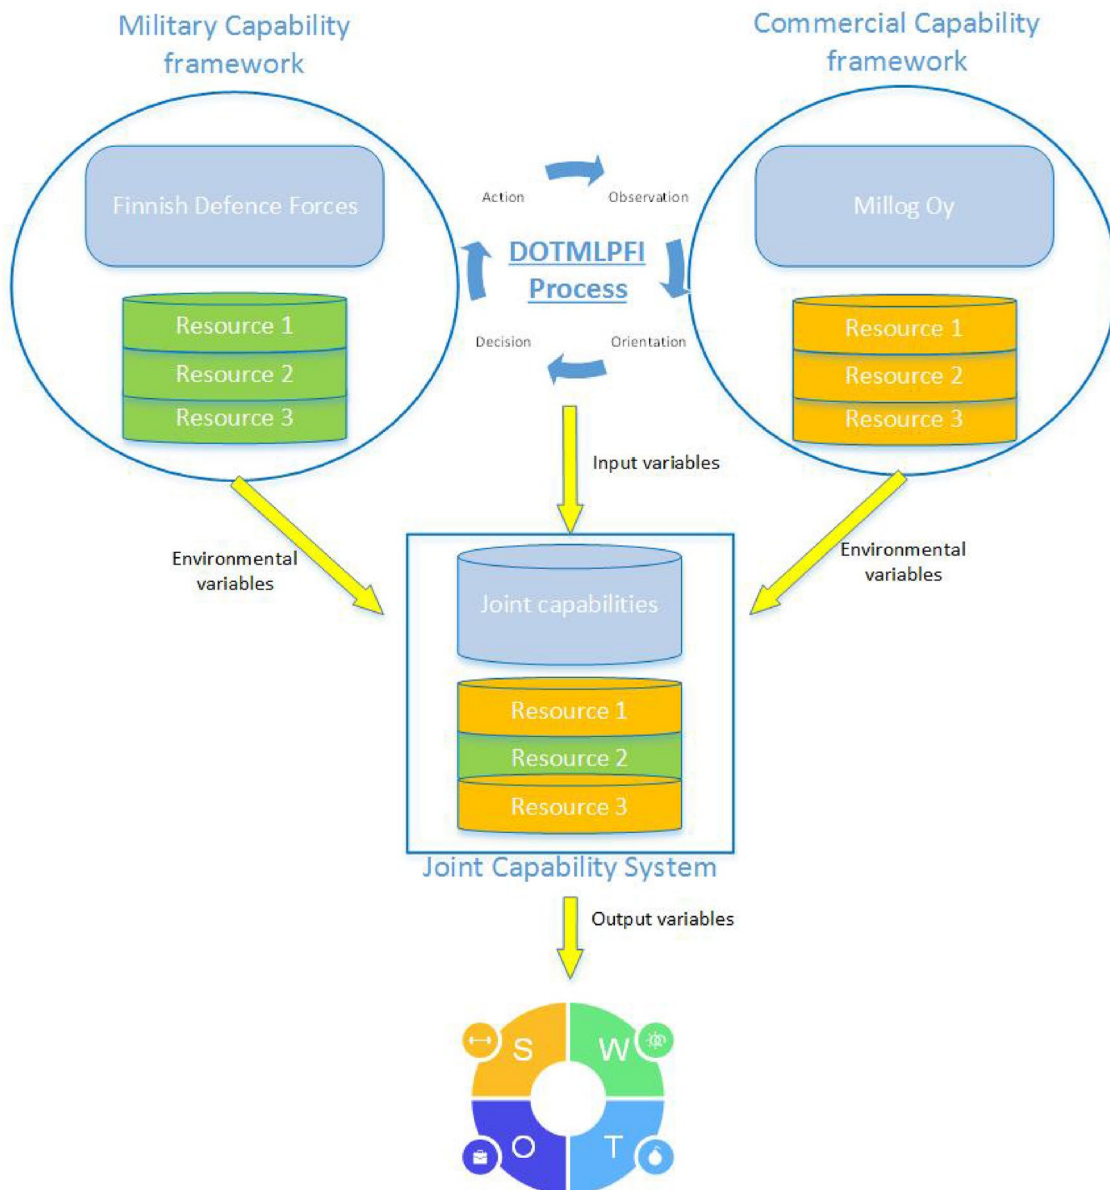 Military Capability
framework
Commercial Capability
framework
Finnish Defence Forces
Millog Oy
Action
Observation
DOTMLPFI
Process
Decision
Orientation
Resource 1
Resource 2
Resource 3
Resource 1
Resource 2
Resource 3
Input variables
Environmental
variables
Environmental
variables
Joint capabilities
Resource 1
Resource 2
Resource 3
Joint Capability System
Output variables
S
W
O
T